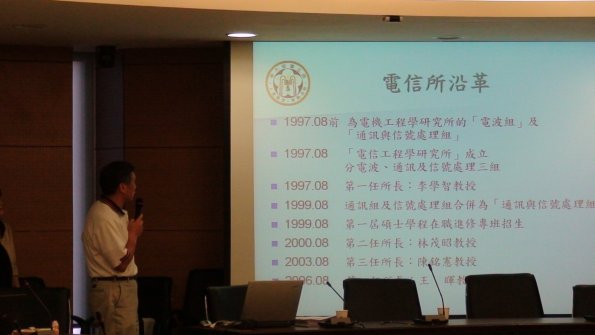 電信所沿革
1997.08前 為電機工程學研究所的「電波組」及
「通訊與信號處理組」
1997.08 「電信工程學研究所」成立
分電波、通訊及信號處理三組
1997.08 第一任所長：李學智教授
1999.08 通訊組及信號處理組合併為「通訊與信號處理組
1999.08 第一屆碩士學程在職進修專班招生
2000.08 第二任所長：林茂昭教授
2003.08 第三任所長：陳銘憲教授
2006.08 暉教授